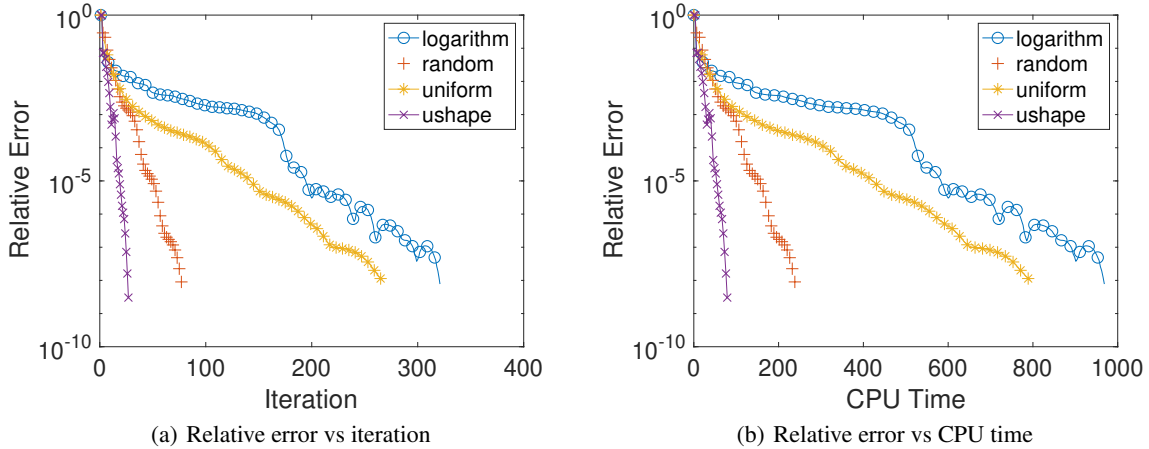 10^0
10^-5
10^-10
Relative Error
0 100 200 300 400
Iteration
logarithm
random
uniform
ushape
(a) Relative error vs iteration
10^0
10^-5
10^-10
Relative Error
0 200 400 600 800 1000
CPU Time
logarithm
random
uniform
ushape
(b) Relative error vs CPU time